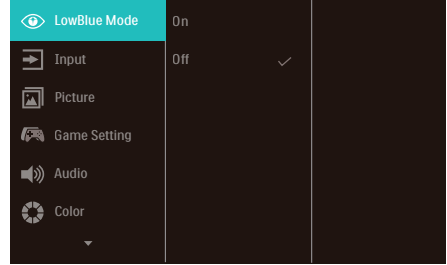 LowBlue Mode
On
Input
Off
Picture
Game Setting
Audio
Color